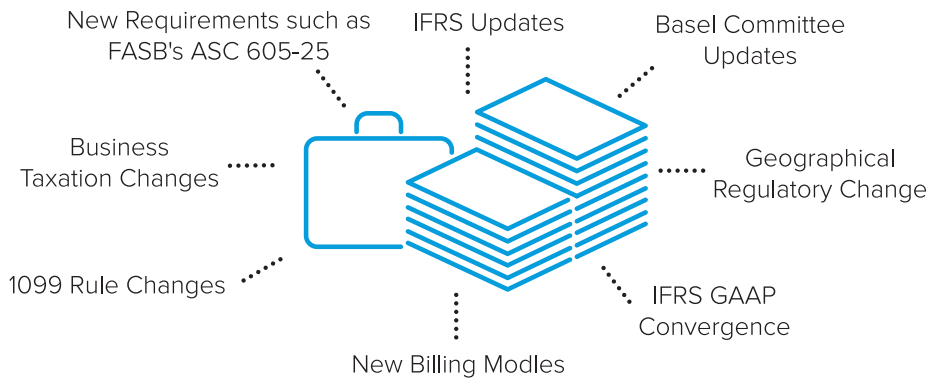 New Requirements such as
FASB's ASC 605-25
IFRS Updates
Basel Committee
Updates
Business
Taxation Changes
Geographical
Regulatory Change
1099 Rule Changes
IFRS GAAP
Convergence
New Billing Modles